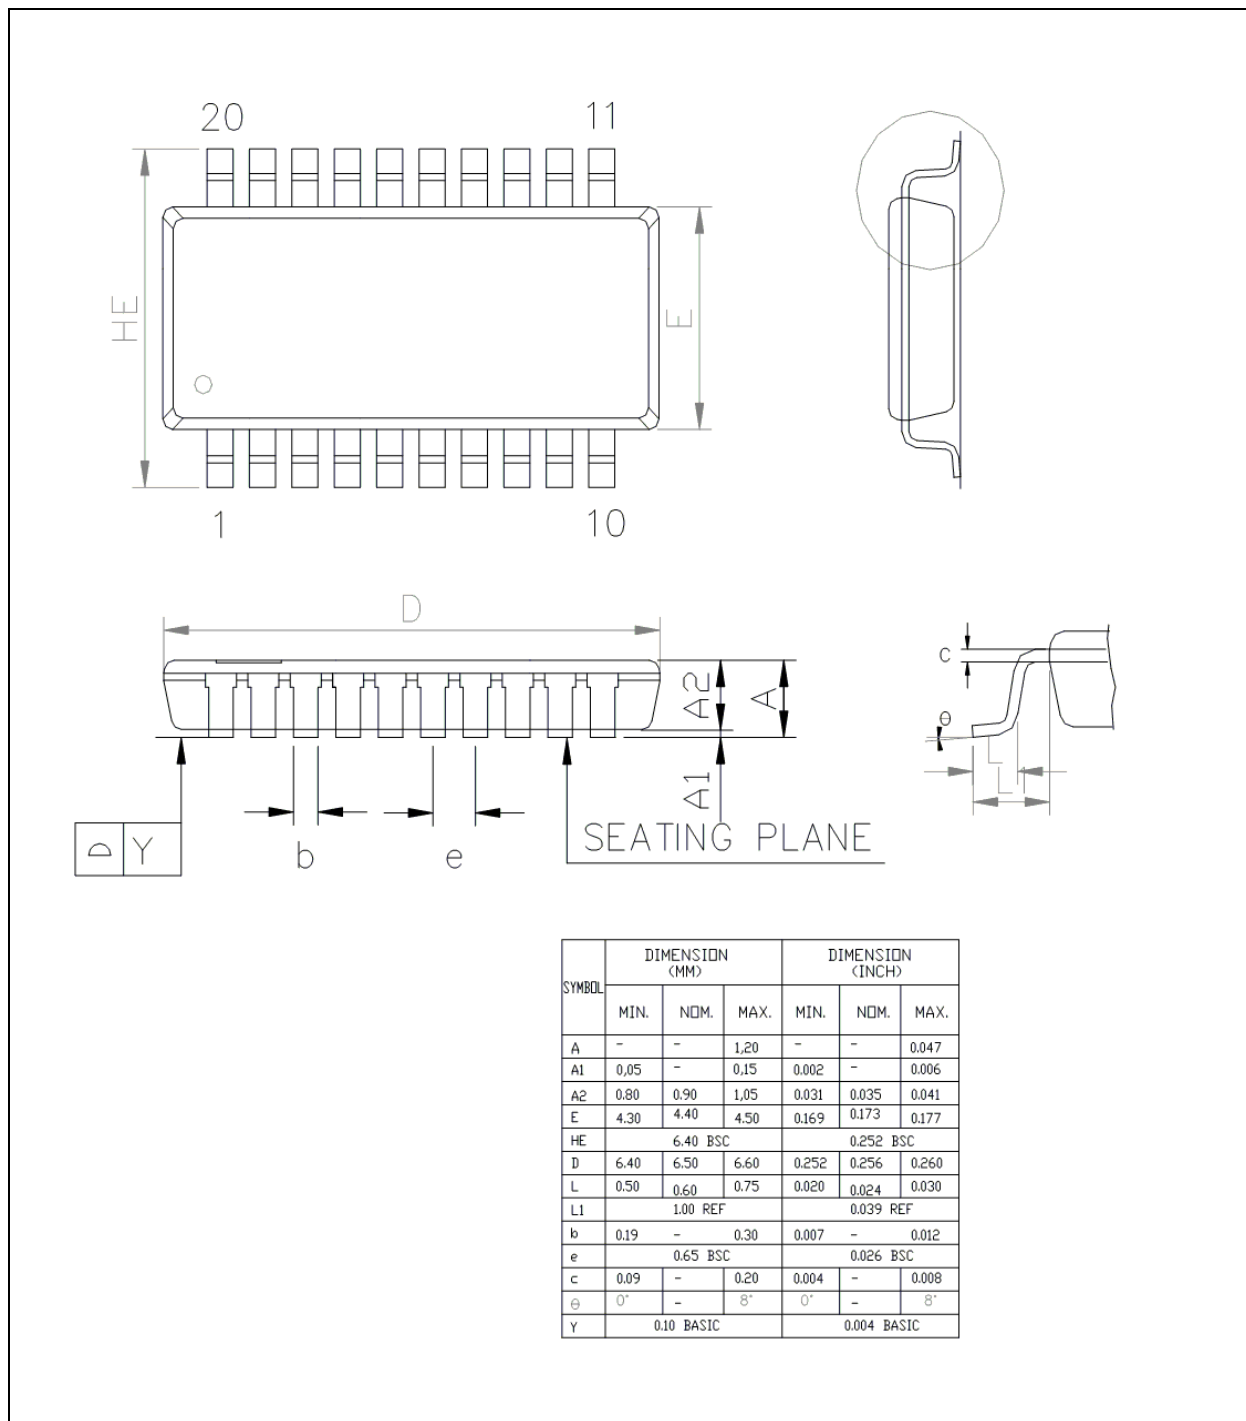 20 11
HE
E
1 10
D
A2 A
C
θ
L
L
A1
SEATING PLANE
D Y
b e
SYMBOL DIMENSION (MM) DIMENSION (INCH)
MIN. NOM. MAX. MIN. NOM. MAX.
A - - 1,20 - - 0.047
A1 0,05 - 0,15 0.002 - 0.006
A2 0.80 0.90 1,05 0.031 0.035 0.041
E 4.30 4.40 4.50 0.169 0.173 0.177
HE 6.40 BSC 0.252 BSC
D 6.40 6.50 6.60 0.252 0.256 0.260
L 0.50 0.60 0.75 0.020 0.024 0.030
L1 1.00 REF 0.039 REF
b 0.19 - 0.30 0.007 - 0.012
e 0.65 BSC 0.026 BSC
c 0.09 - 0.20 0.004 - 0.008
θ 0° - 8° 0° - 8°
Y 0.10 BASIC 0.004 BASIC